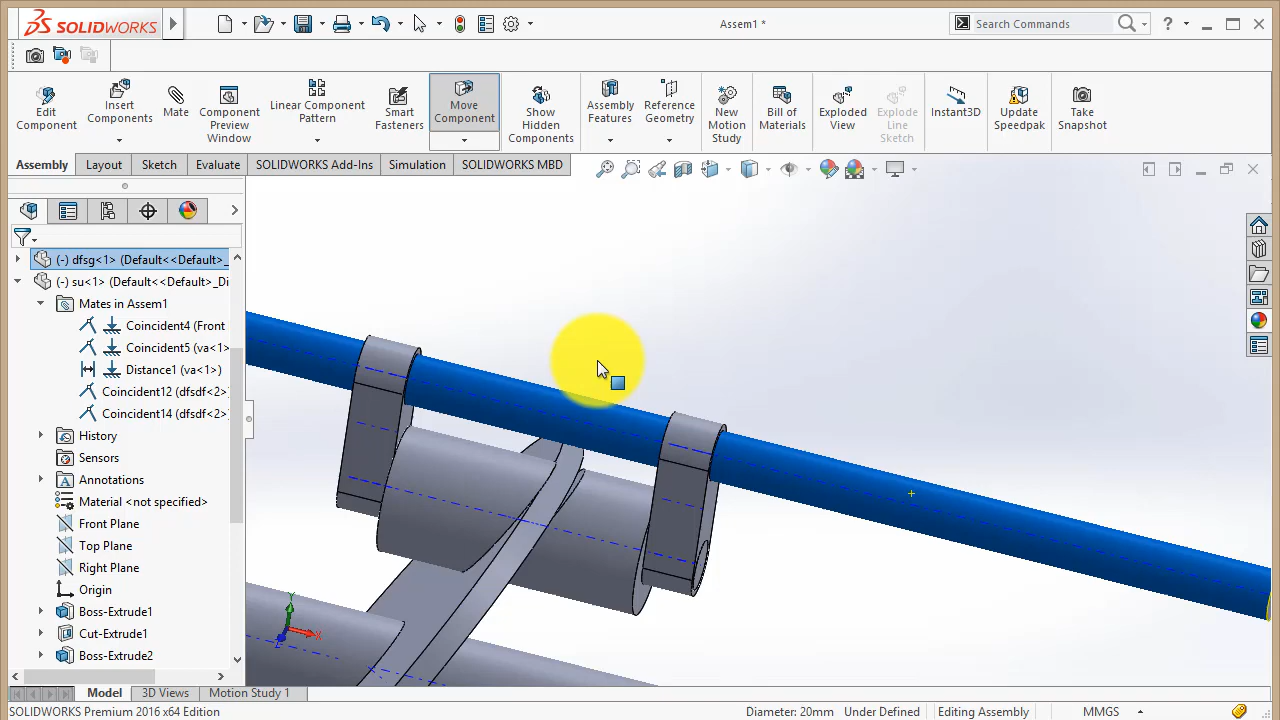 SOLIDWORKS
Assem1 *
Search Commands
?
Edit Component
Insert Components
Mate
Component Preview Window
Linear Component Pattern
Smart Fasteners
Move Component
Show Hidden Components
Assembly Features
Reference Geometry
New Motion Study
Bill of Materials
Exploded View
Explode Line Sketch
Instant3D
Update Speedpak
Take Snapshot
Assembly
Layout
Sketch
Evaluate
SOLIDWORKS Add-Ins
Simulation
SOLIDWORKS MBD
(-) dfsg<1> (Default<<Default>_
(-) su<1> (Default<<Default>_Di
Mates in Assem1
Coincident4 (Front
Coincident5 (va<1>
Distance1 (va<1>)
Coincident12 (dfsdf<2>)
Coincident14 (dfsdf<2>)
History
Sensors
Annotations
Material <not specified>
Front Plane
Top Plane
Right Plane
Origin
Boss-Extrude1
Cut-Extrude1
Boss-Extrude2
Y
X
Z
Model
3D Views
Motion Study 1
SOLIDWORKS Premium 2016 x64 Edition
Diameter: 20mm
Under Defined
Editing Assembly
MMGS